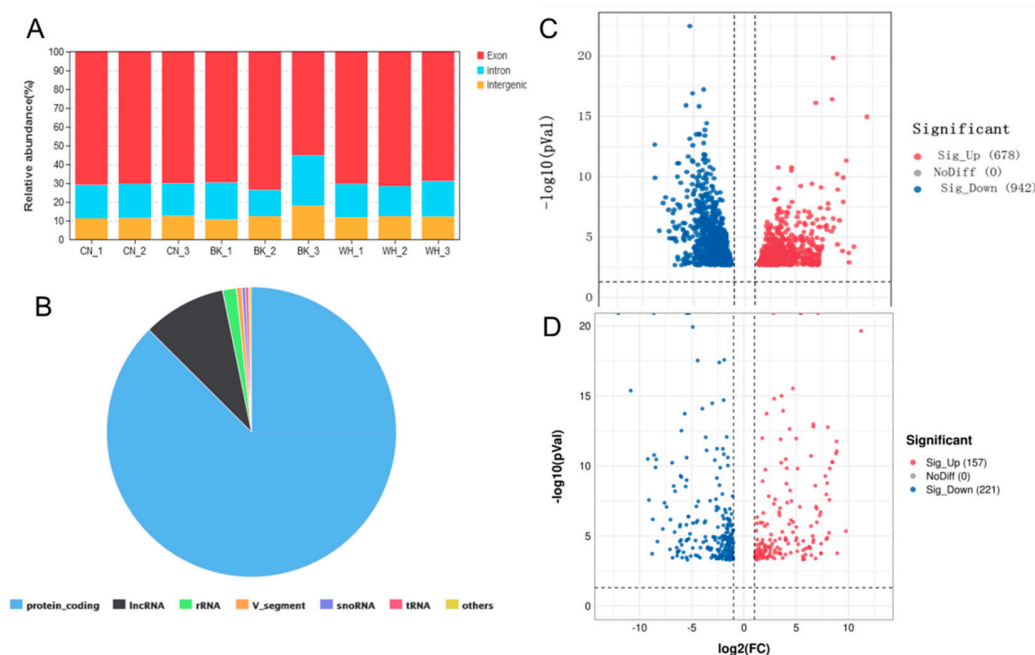 A
Relative abundance(%)
100
90
80
70
60
50
40
30
20
10
0
CN_1
CN_2
CN_3
BK_1
BK_2
BK_3
WH_1
WH_2
WH_3
Exon
Intron
Intergenic
B
protein_coding
lncRNA
rRNA
V_segment
snoRNA
tRNA
others
C
-log10(pVal)
20
15
10
5
0
Significant
Sig_Up (678)
NoDiff (0)
Sig_Down (942)
D
-log10(pVal)
20
15
10
5
0
-10
-5
0
5
10
log2(FC)
Significant
Sig_Up (157)
NoDiff (0)
Sig_Down (221)